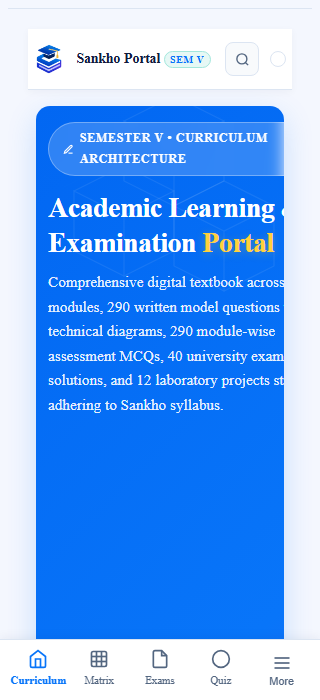 Sankho Portal SEM V
SEMESTER V • CURRICULUM
ARCHITECTURE
Academic Learning
Examination Portal
Comprehensive digital textbook across
modules, 290 written model questions
technical diagrams, 290 module-wise
assessment MCQs, 40 university exam
solutions, and 12 laboratory projects st
adhering to Sankho syllabus.
Curriculum Matrix Exams Quiz More